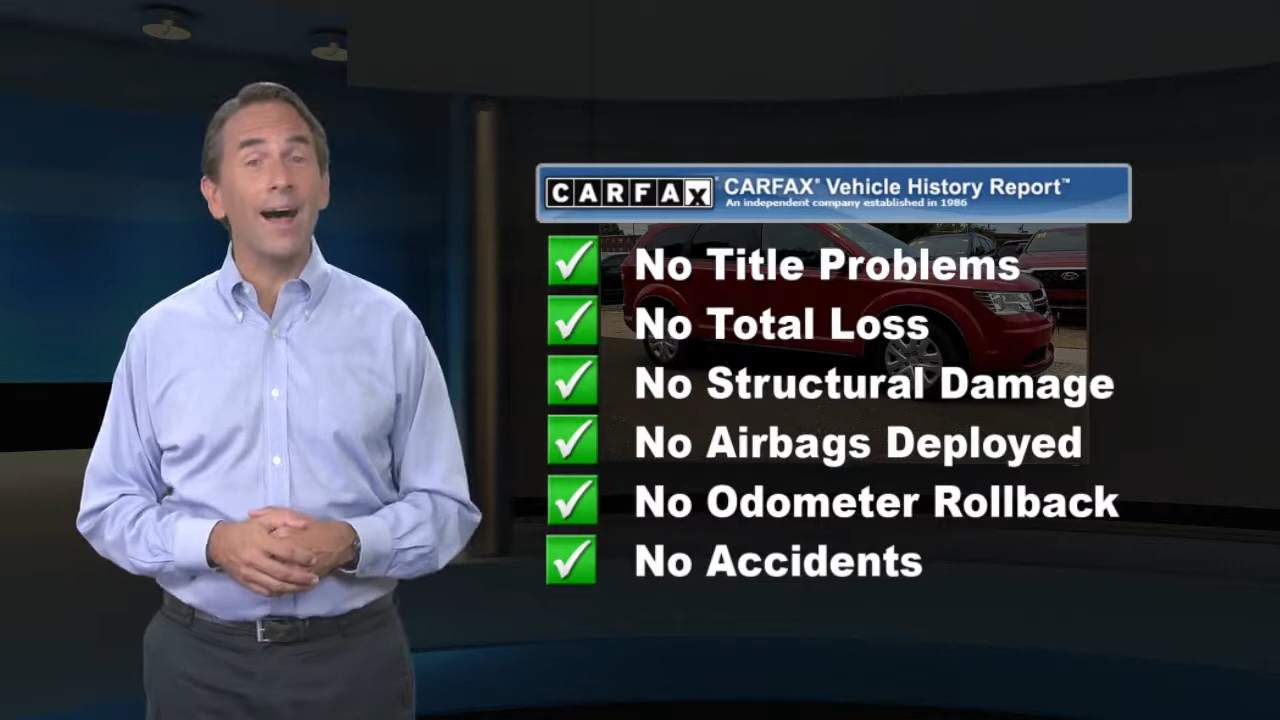 CARFAX® CARFAX® Vehicle History Report™
An independent company established in 1986
No Title Problems
No Total Loss
No Structural Damage
No Airbags Deployed
No Odometer Rollback
No Accidents